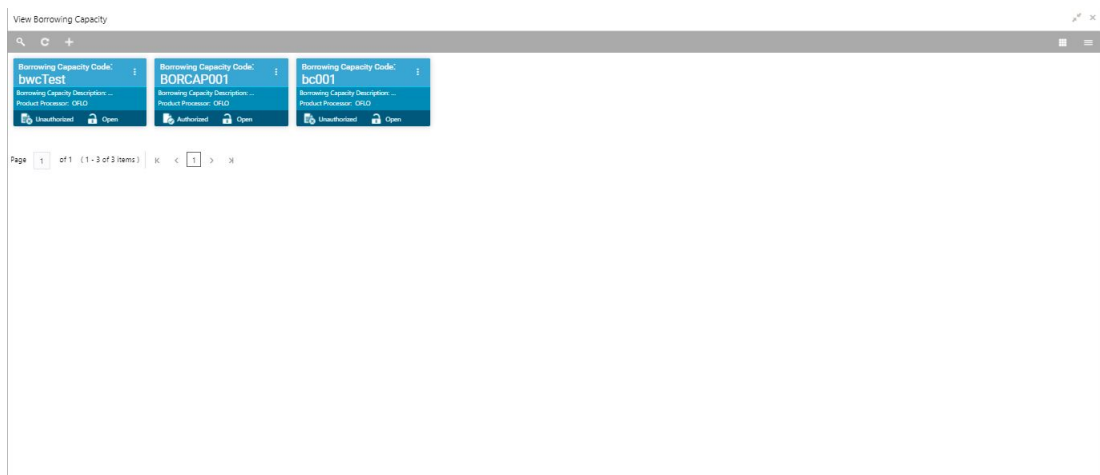 View Borrowing Capacity
Borrowing Capacity Code:
bwcTest
Borrowing Capacity Description: ...
Product Processor: OFLO
Unauthorized Open
Borrowing Capacity Code:
BORCAP001
Borrowing Capacity Description: ...
Product Processor: OFLO
Authorized Open
Borrowing Capacity Code:
bc001
Borrowing Capacity Description: ...
Product Processor: OFLO
Unauthorized Open
Page 1 of 1 (1 - 3 of 3 items) 1